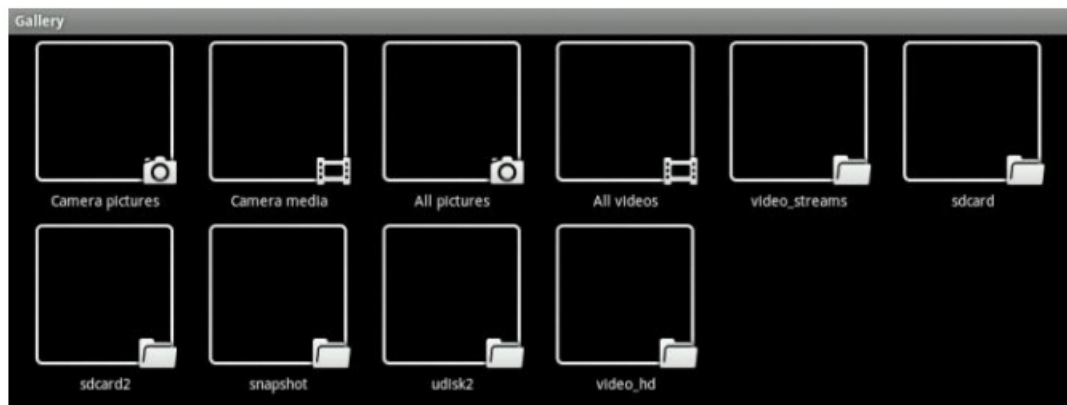 Gallery
Camera pictures Camera media All pictures All videos video_streams sdcard
sdcard2 snapshot udisk2 video_hd